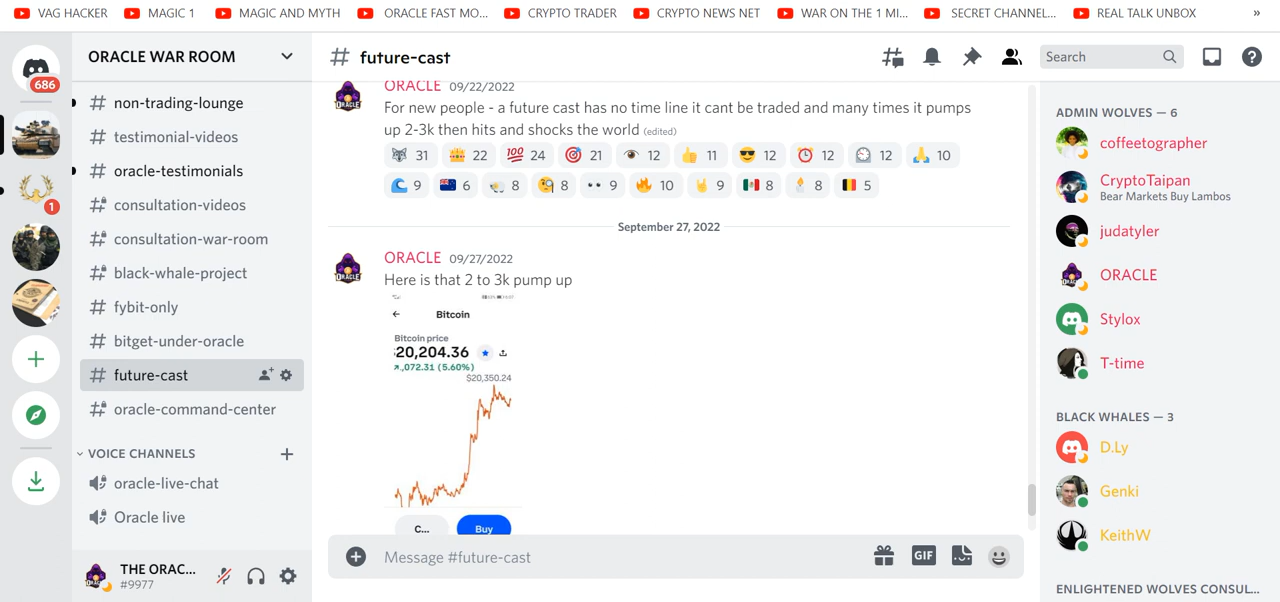 VAG HACKER MAGIC 1 MAGIC AND MYTH ORACLE FAST MO... CRYPTO TRADER CRYPTO NEWS NET WAR ON THE 1 MI... SECRET CHANNEL... REAL TALK UNBOX »
686
1
ORACLE WAR ROOM
# non-trading-lounge
# testimonial-videos
# oracle-testimonials
# consultation-videos
# consultation-war-room
# black-whale-project
# fybit-only
# bitget-under-oracle
# future-cast
# oracle-command-center
VOICE CHANNELS +
oracle-live-chat
Oracle live
THE ORAC...
#9977
# future-cast
Search
ORACLE 09/22/2022
For new people - a future cast has no time line it cant be traded and many times it pumps
up 2-3k then hits and shocks the world (edited)
31 22 24 21 12 11 12 12 12 10
9 6 8 8 9 10 9 8 8 5
September 27, 2022
ORACLE 09/27/2022
Here is that 2 to 3k pump up
Bitcoin
Bitcoin price
20,204.36
,072.31 (5.60%)
$20,350.24
C... Buy
Message #future-cast
GIF
ADMIN WOLVES — 6
coffeetographer
CryptoTaipan
Bear Markets Buy Lambos
judatyler
ORACLE
Stylox
T-time
BLACK WHALES — 3
D.Ly
Genki
KeithW
ENLIGHTENED WOLVES CONSUL...